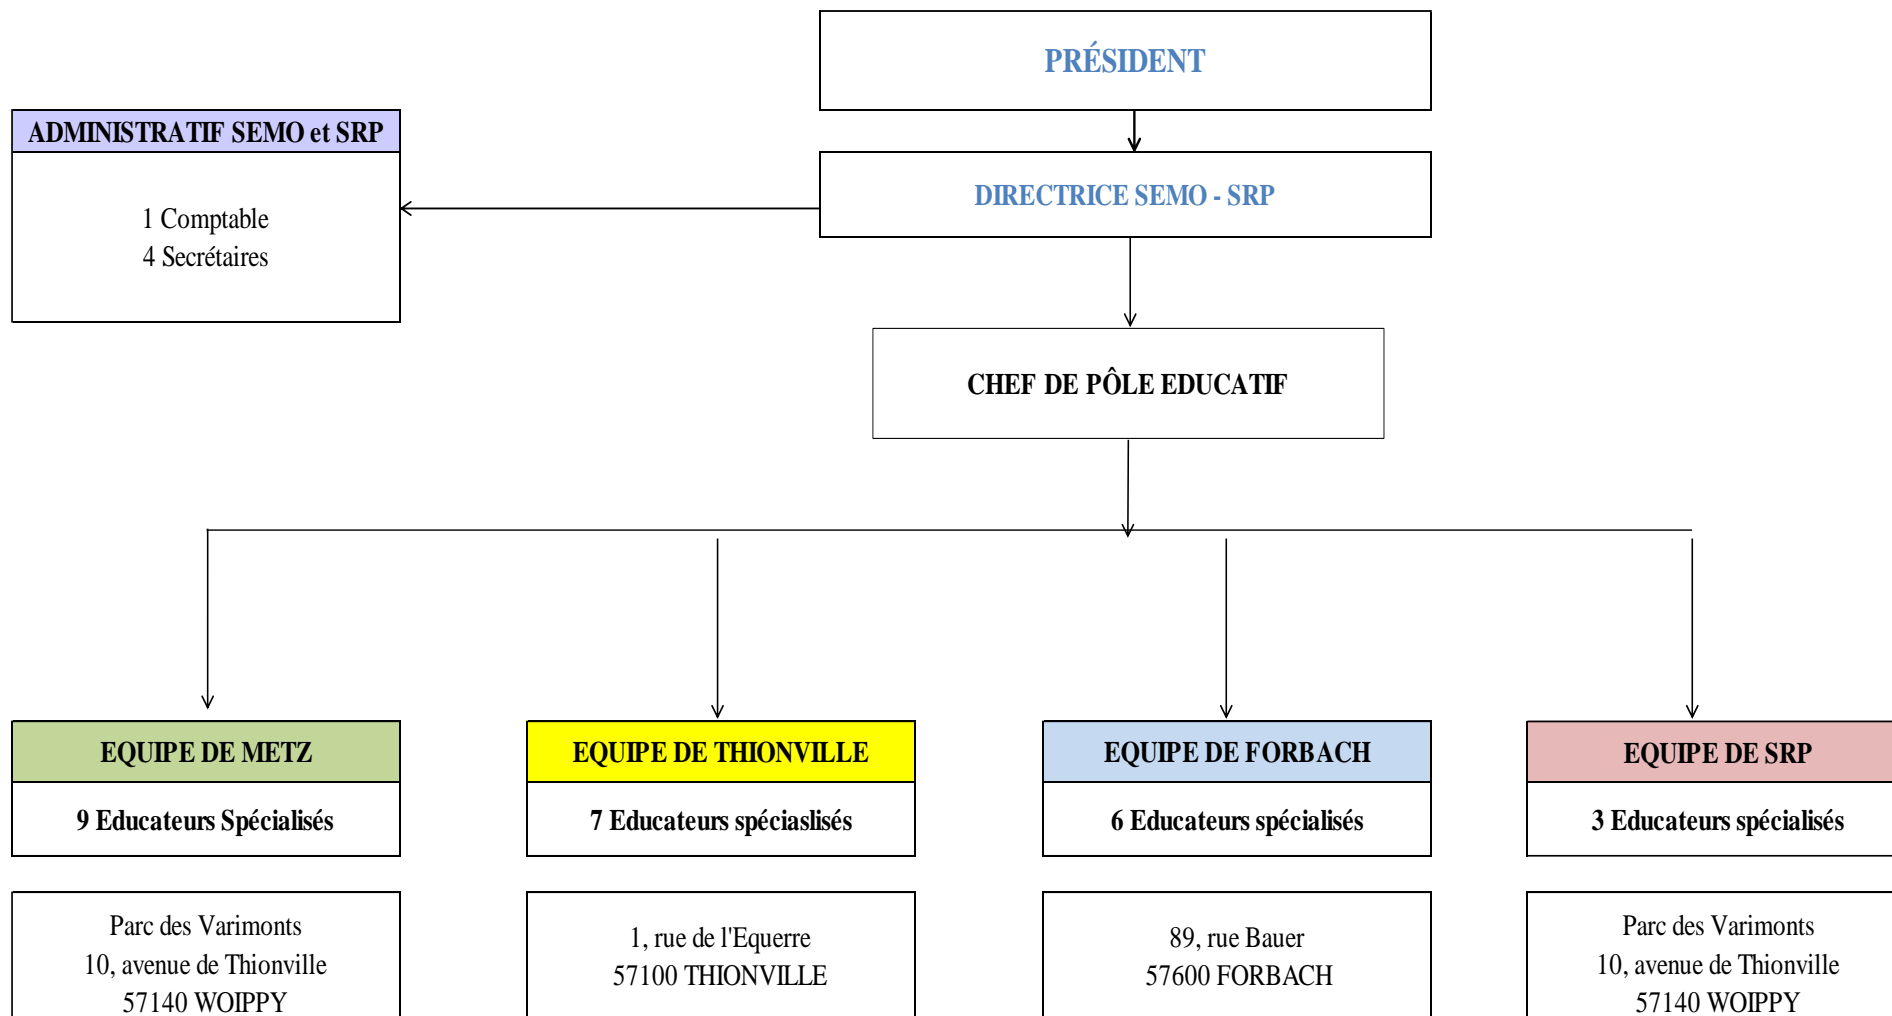 PRÉSIDENT
ADMINISTRATIF SEMO et SRP
1 Comptable
4 Secrétaires
DIRECTRICE SEMO - SRP
CHEF DE PÔLE EDUCATIF
EQUIPE DE METZ
9 Educateurs Spécialisés
Parc des Varimonts
10, avenue de Thionville
57140 WOIPPY
EQUIPE DE THIONVILLE
7 Educateurs spéciaslisés
1, rue de l'Equerre
57100 THIONVILLE
EQUIPE DE FORBACH
6 Educateurs spécialisés
89, rue Bauer
57600 FORBACH
EQUIPE DE SRP
3 Educateurs spécialisés
Parc des Varimonts
10, avenue de Thionville
57140 WOIPPY